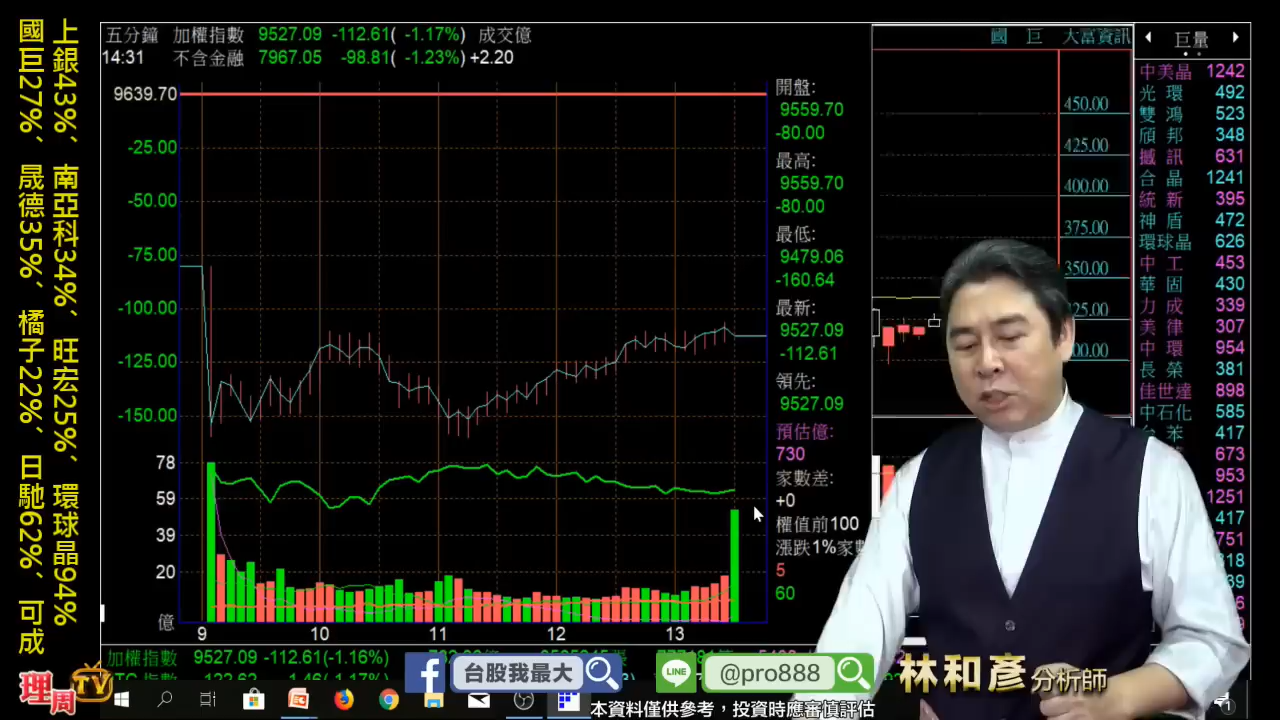 上銀43%、南亞科34%、旺宏25%、環球晶94%
國巨27%、晟德35%、橘子22%、日馳62%、可成
五分鐘 加權指數 9527.09 -112.61( -1.17%) 成交億
14:31 不含金融 7967.05 -98.81( -1.23%) +2.20
9639.70
-25.00
-50.00
-75.00
-100.00
-125.00
-150.00
78
59
39
20
億
9 10 11 12 13
開盤:
9559.70
-80.00
最高:
9559.70
-80.00
最低:
9479.06
-160.64
最新:
9527.09
-112.61
領先:
9527.09
預估億:
730
家數差:
+0
權值前100
漲跌1%家數
5
60
國 巨 大富資訊
450.00
425.00
400.00
375.00
350.00
巨量
中美晶 1242
光環 492
雙鴻 523
頎邦 348
撼訊 631
合晶 1241
統新 395
神盾 472
環球晶 626
中工 453
華固 430
力成 339
美律 307
中環 954
長榮 381
佳世達 898
中石化 585
417
673
953
1251
417
751
加權指數 9527.09 -112.61(-1.16%)
台股我最大
LINE @pro888
林和彥 分析師
理周TV
本資料僅供參考，投資時應審慎評估